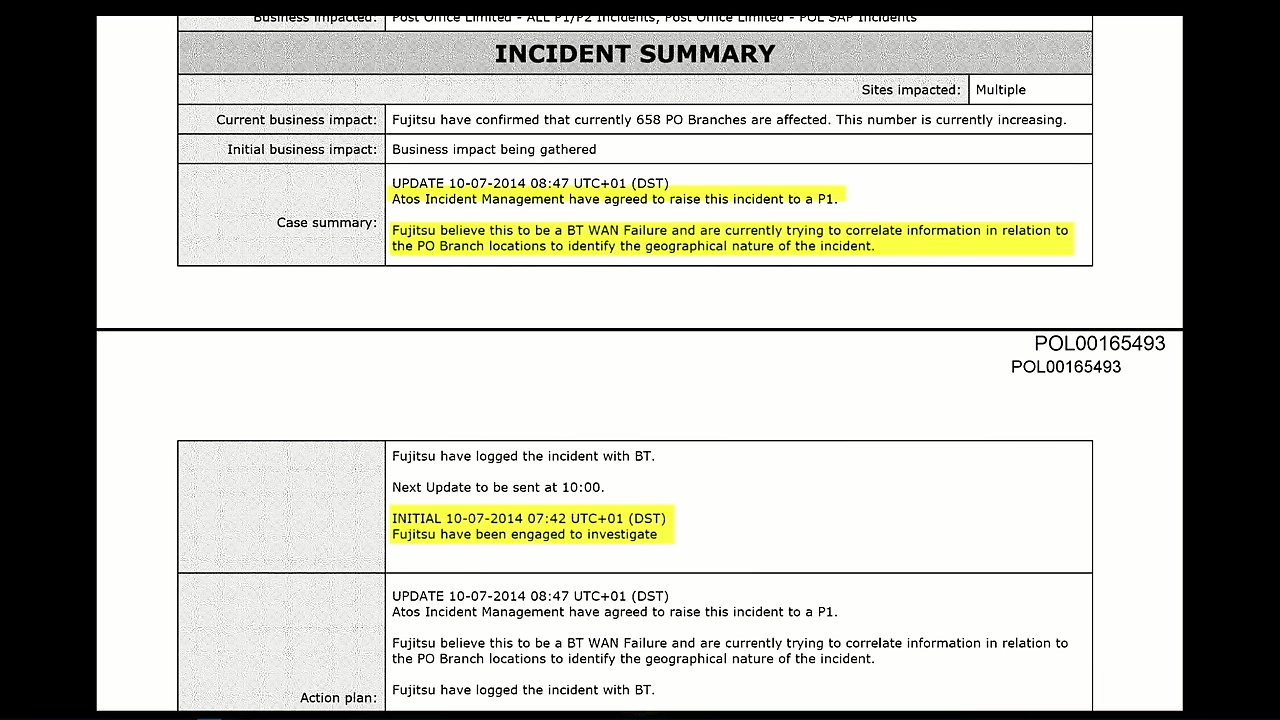 Business impacted: Post Office Limited - ALL P1/P2 Incidents, Post Office Limited - POL SAP Incidents
INCIDENT SUMMARY
Sites impacted: Multiple
Current business impact: Fujitsu have confirmed that currently 658 PO Branches are affected. This number is currently increasing.
Initial business impact: Business impact being gathered
Case summary:
UPDATE 10-07-2014 08:47 UTC+01 (DST)
Atos Incident Management have agreed to raise this incident to a P1.
Fujitsu believe this to be a BT WAN Failure and are currently trying to correlate information in relation to
the PO Branch locations to identify the geographical nature of the incident.
POL00165493
POL00165493
Fujitsu have logged the incident with BT.
Next Update to be sent at 10:00.
INITIAL 10-07-2014 07:42 UTC+01 (DST)
Fujitsu have been engaged to investigate
UPDATE 10-07-2014 08:47 UTC+01 (DST)
Atos Incident Management have agreed to raise this incident to a P1.
Fujitsu believe this to be a BT WAN Failure and are currently trying to correlate information in relation to
the PO Branch locations to identify the geographical nature of the incident.
Action plan: Fujitsu have logged the incident with BT.